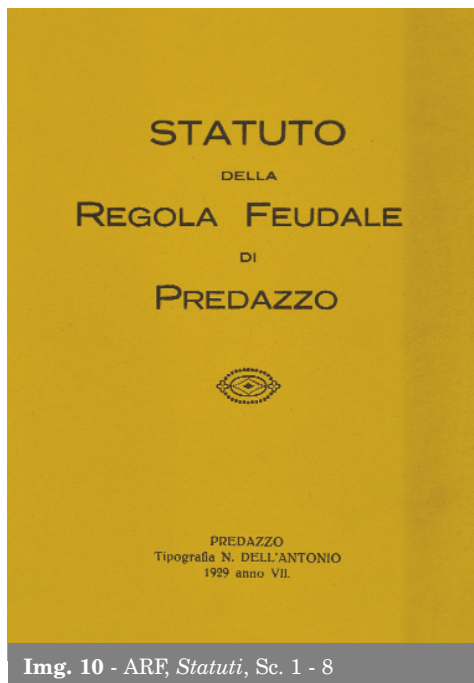 STATUTO
DELLA
REGOLA FEUDALE
DI
PREDAZZO
PREDAZZO
Tipografia N. DELL'ANTONIO
1929 anno VII.
Img. 10 - ARF, Statuti, Sc. 1 - 8